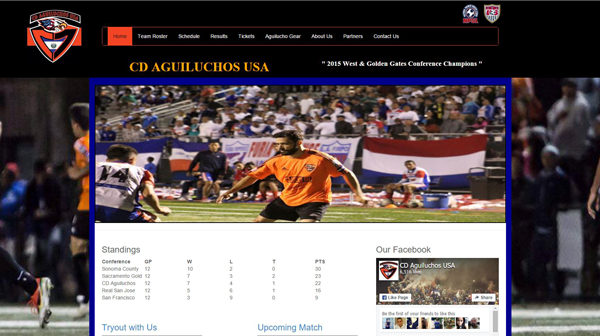 CD AGUILUCHOS USA
Home Team Roster Schedule Results Tickets Aguilucho Gear About Us Partners Contact Us
CD AGUILUCHOS USA
" 2015 West & Golden Gates Conference Champions "
Standings
Conference GP W L T PTS
Sonoma County 12 10 2 0 30
Sacramento Gold 12 7 3 2 23
CD Aguiluchos 12 7 4 1 22
Real San Jose 12 5 6 1 16
San Francisco 12 3 9 0 9
Our Facebook
CD Aguiluchos USA
Like Page Share
Be the first of your friends to like this
Tryout with Us
Upcoming Match